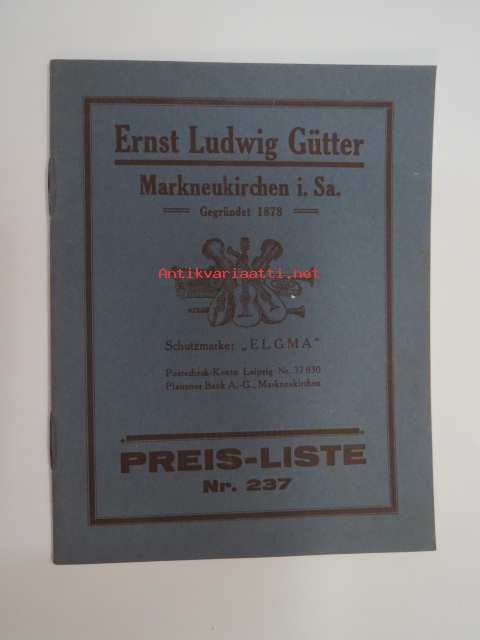 Ernst Ludwig Gütter
Markneukirchen i. Sa.
Gegründet 1878
Antikvariaatti.net
Schutzmarke: „ELGMA"
Postscheck-Konto Leipzig Nr. 32 830
Plauener Bank A.-G., Markneukirchen
PREIS-LISTE
Nr. 237